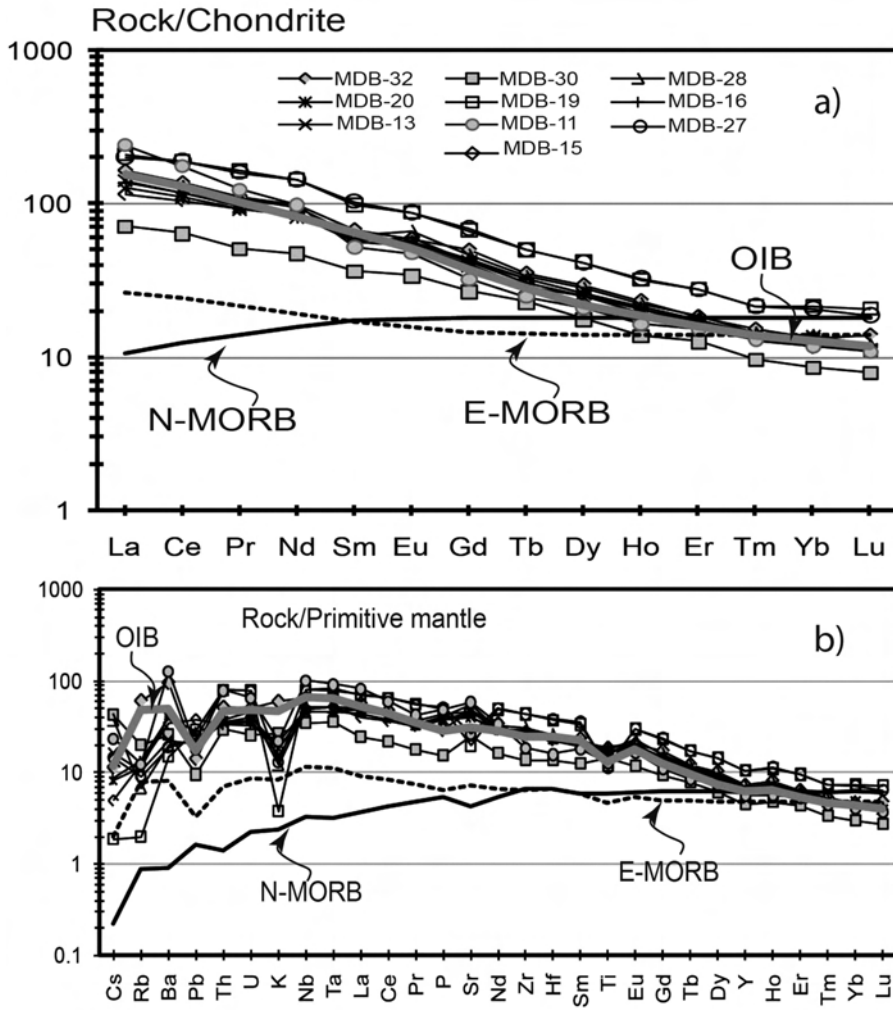 Rock/Chondrite
1000
MDB-32 MDB-30 MDB-28
MDB-20 MDB-19 MDB-16
MDB-13 MDB-11 MDB-27
MDB-15
a)
100
OIB
10
N-MORB
E-MORB
1
La Ce Pr Nd Sm Eu Gd Tb Dy Ho Er Tm Yb Lu
1000
Rock/Primitive mantle
b)
OIB
100
10
1
N-MORB
E-MORB
0.1
Cs Rb Ba Pb Th U K Nb Ta La Ce Pr P Sr Nd Zr Hf Sm Ti Eu Gd Tb Dy Y Ho Er Tm Yb Lu